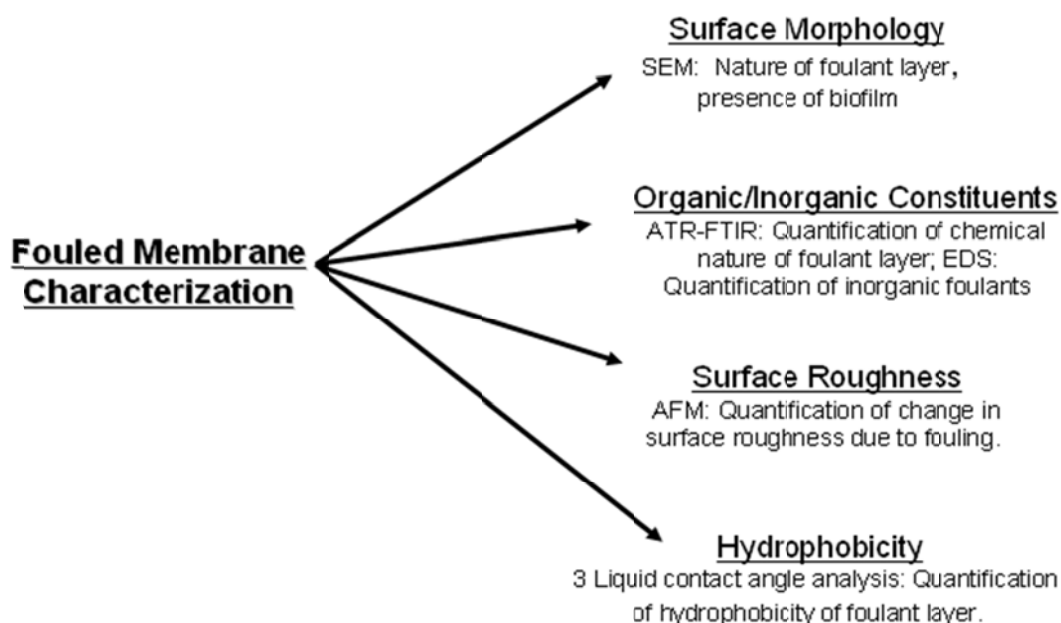 Surface Morphology
SEM: Nature of foulant layer,
presence of biofilm
Organic/Inorganic Constituents
ATR-FTIR: Quantification of chemical
nature of foulant layer; EDS:
Quantification of inorganic foulants
Fouled Membrane
Characterization
Surface Roughness
AFM: Quantification of change in
surface roughness due to fouling.
Hydrophobicity
3 Liquid contact angle analysis: Quantification
of hydrophobicity of foulant layer.